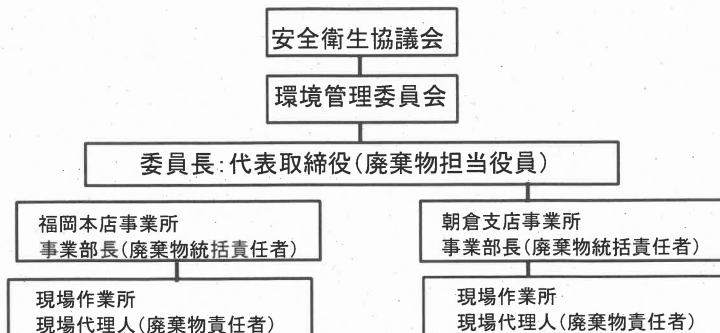 安全衛生協議会
環境管理委員会
委員長:代表取締役(廃棄物担当役員)
福岡本店事業所
事業部長(廃棄物統括責任者)
朝倉支店事業所
事業部長(廃棄物統括責任者)
現場作業所
現場代理人(廃棄物責任者)
現場作業所
現場代理人(廃棄物責任者)